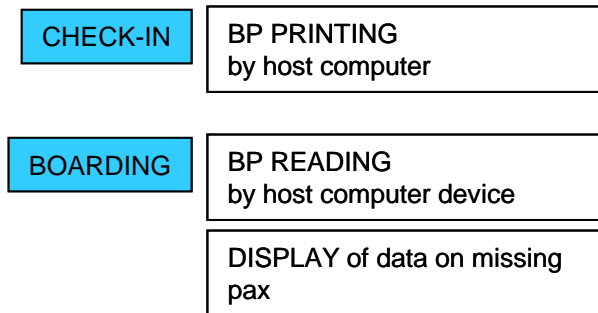 CHECK-IN
BP PRINTING
by host computer
BOARDING
BP READING
by host computer device
DISPLAY of data on missing
pax